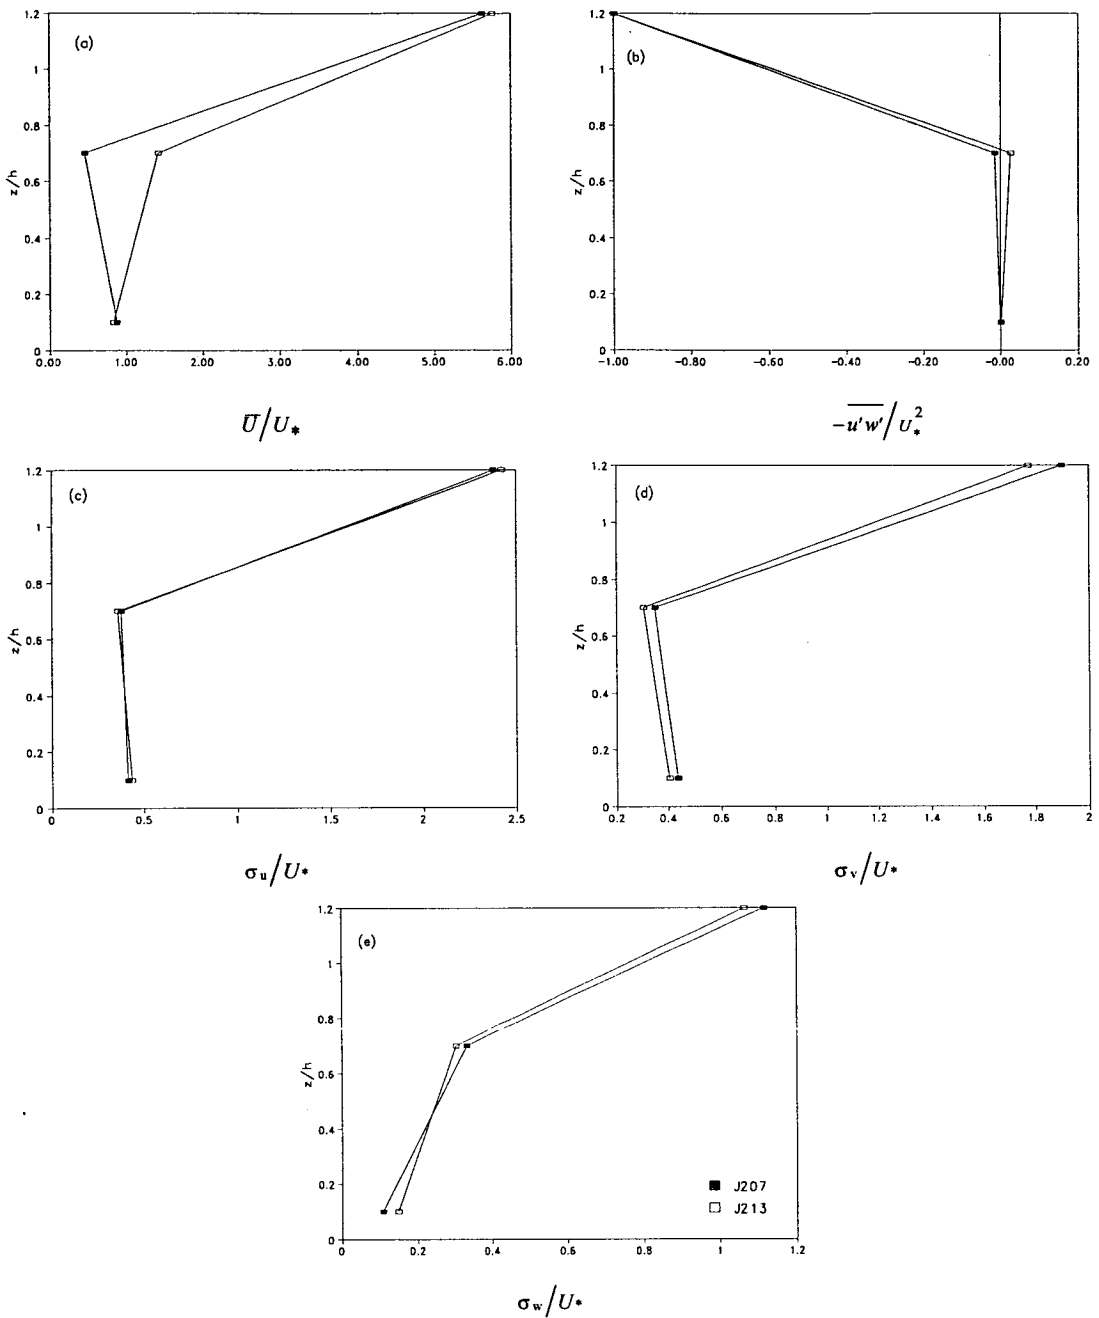 (a)
1.2
1
0.8
0.6
0.4
0.2
0
z/h
0.00 1.00 2.00 3.00 4.00 5.00 6.00
U̅/U*
(b)
1.2
1
0.8
0.6
0.4
0.2
0
z/h
-1.00 -0.80 -0.60 -0.40 -0.20 -0.00 0.20
-u'w'/U*²
(c)
1.2
1
0.8
0.6
0.4
0.2
0
z/h
0 0.5 1 1.5 2 2.5
σu/U*
(d)
1.2
1
0.8
0.6
0.4
0.2
0
z/h
0.2 0.4 0.6 0.8 1 1.2 1.4 1.6 1.8 2
σv/U*
(e)
1.2
1
0.8
0.6
0.4
0.2
0
z/h
0 0.2 0.4 0.6 0.8 1 1.2
J207
J213
σw/U*